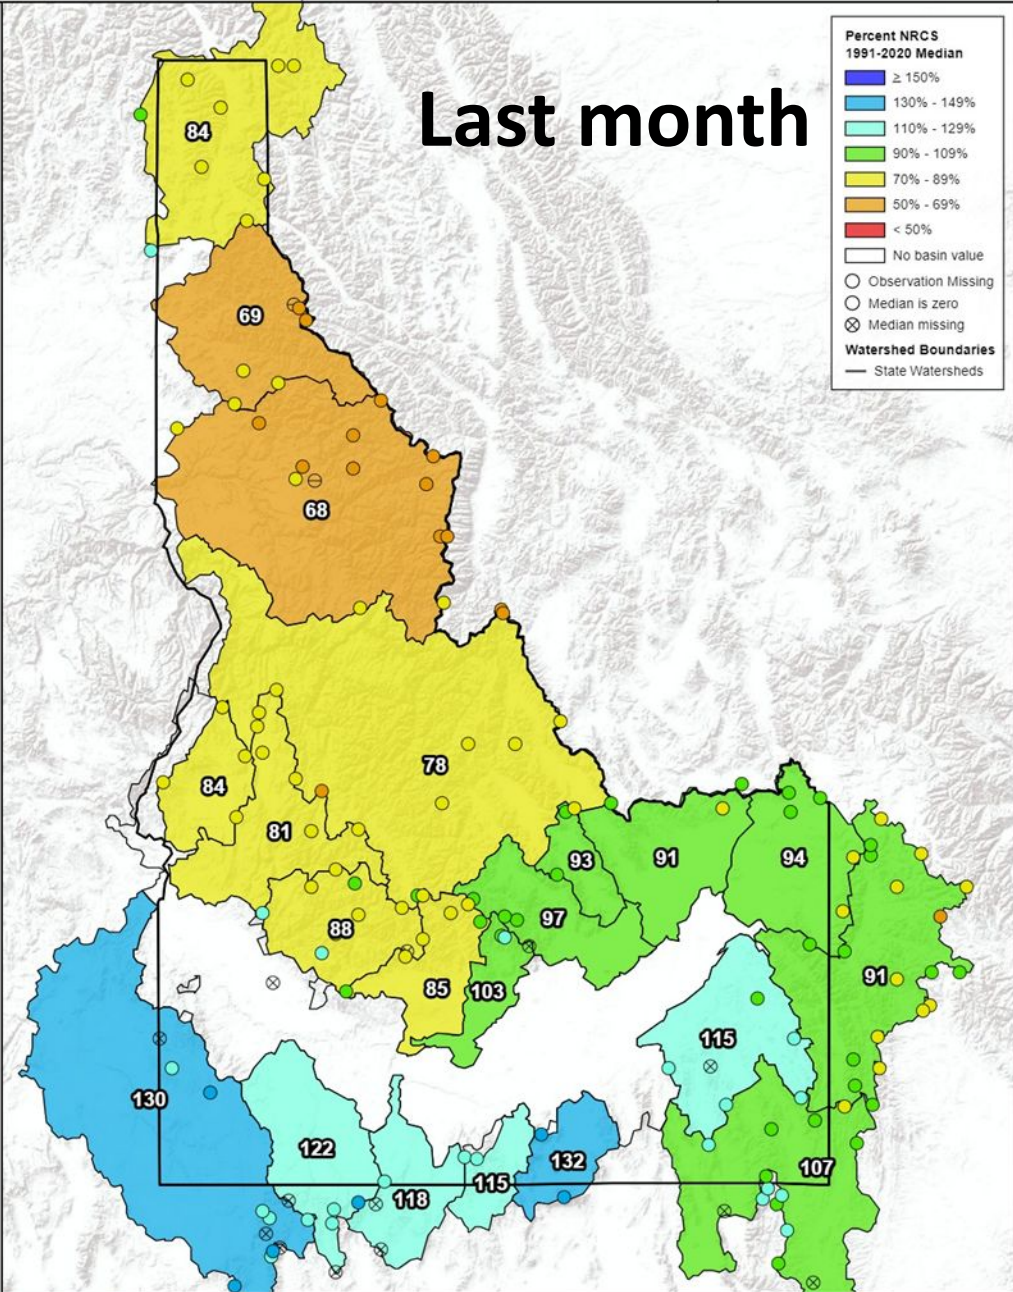 Last month
Percent NRCS
1991-2020 Median
≥ 150%
130% - 149%
110% - 129%
90% - 109%
70% - 89%
50% - 69%
< 50%
No basin value
Observation Missing
Median is zero
Median missing
Watershed Boundaries
State Watersheds
84
69
68
78
84
81
93
91
94
97
88
85
103
91
115
130
122
132
107
115
118